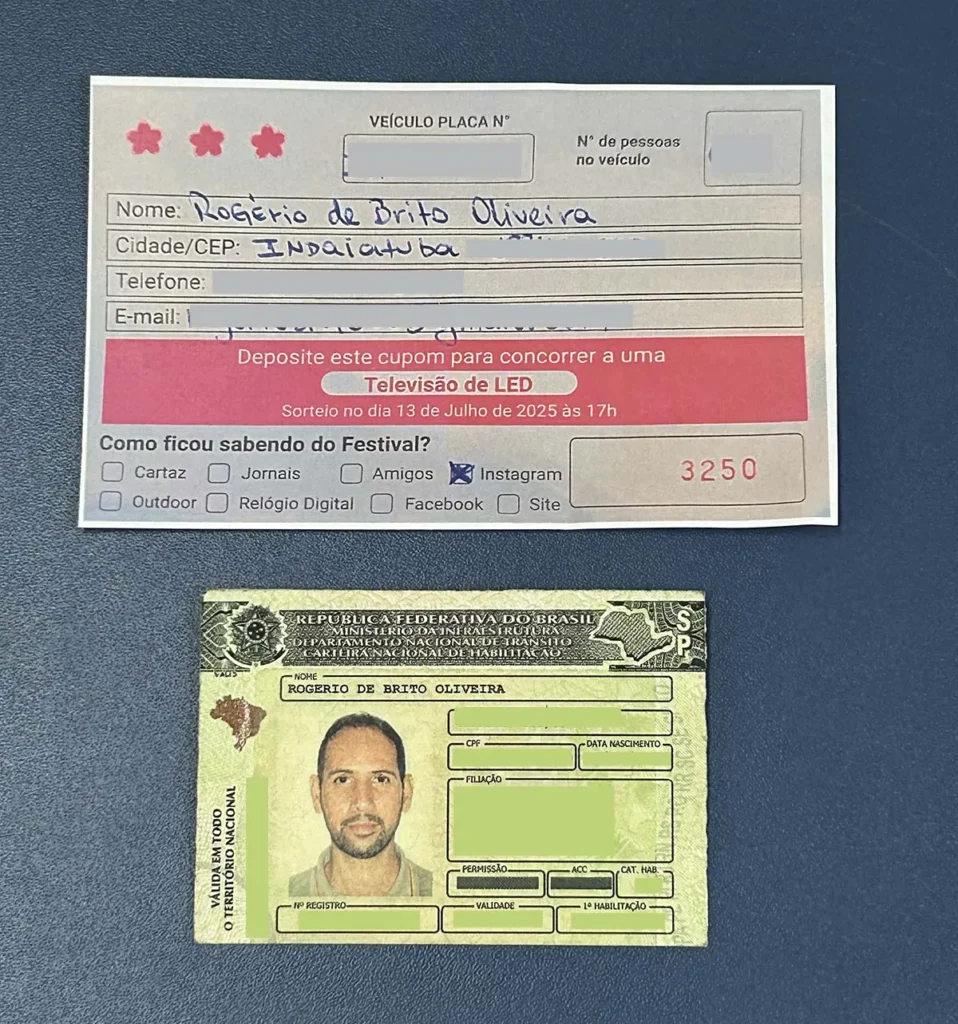 VEÍCULO PLACA N°
N° de pessoas
no veículo
Nome: Rogério de Brito Oliveira
Cidade/CEP: Indaiatuba
Telefone:
E-mail:
Deposite este cupom para concorrer a uma
Televisão de LED
Sorteio no dia 13 de Julho de 2025 às 17h
Como ficou sabendo do Festival?
Cartaz Jornais Amigos Instagram
Outdoor Relógio Digital Facebook Site
3250
REPÚBLICA FEDERATIVA DO BRASIL
MINISTÉRIO DA INFRAESTRUTURA
DEPARTAMENTO NACIONAL DE TRÂNSITO
CARTEIRA NACIONAL DE HABILITAÇÃO
SP
NOME
ROGERIO DE BRITO OLIVEIRA
CPF
DATA NASCIMENTO
FILIAÇÃO
PERMISSÃO
ACC
CAT. HAB.
Nº REGISTRO
VALIDADE
1ª HABILITAÇÃO
VÁLIDA EM TODO
O TERRITÓRIO NACIONAL